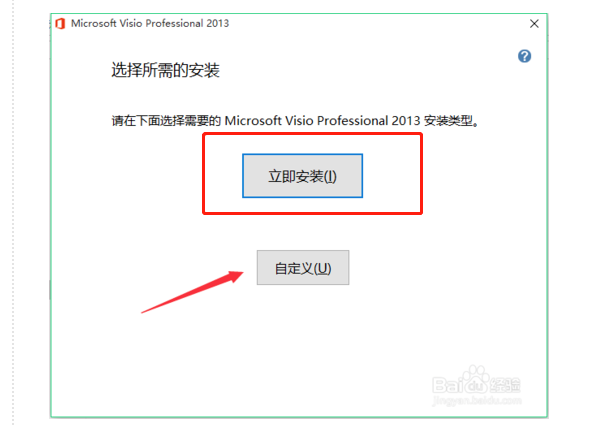 Microsoft Visio Professional 2013
选择所需的安装
请在下面选择需要的 Microsoft Visio Professional 2013 安装类型。
立即安装(I)
自定义(U)
Baidu 经验
jingyan.baidu.com